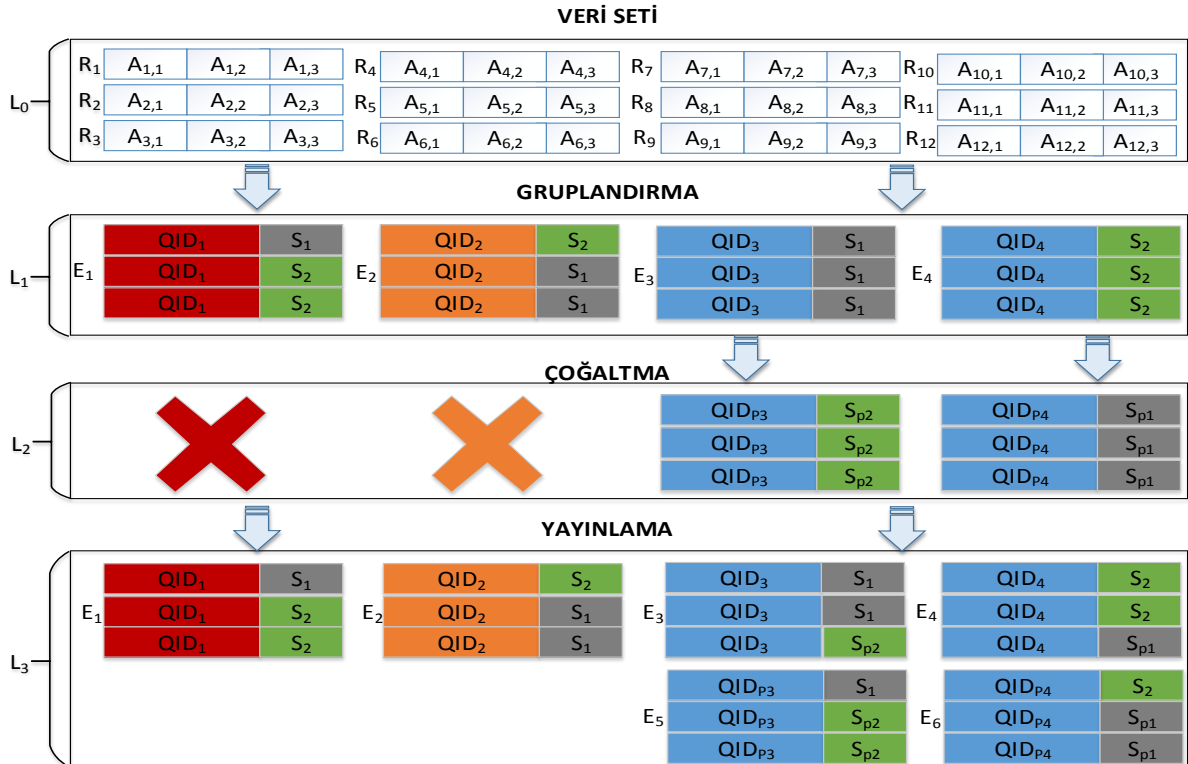 VERİ SETİ
L0
R1 A1,1 A1,2 A1,3 R4 A4,1 A4,2 A4,3 R7 A7,1 A7,2 A7,3 R10 A10,1 A10,2 A10,3
R2 A2,1 A2,2 A2,3 R5 A5,1 A5,2 A5,3 R8 A8,1 A8,2 A8,3 R11 A11,1 A11,2 A11,3
R3 A3,1 A3,2 A3,3 R6 A6,1 A6,2 A6,3 R9 A9,1 A9,2 A9,3 R12 A12,1 A12,2 A12,3
GRUPLANDIRMA
L1
QID1 S1 QID2 S2 QID3 S1 QID4 S2
E1 QID1 S2 E2 QID2 S1 E3 QID3 S1 E4 QID4 S2
QID1 S2 QID2 S1 QID3 S1 QID4 S2
ÇOĞALTMA
L2
QIDP3 Sp2 QIDP4 Sp1
QIDP3 Sp2 QIDP4 Sp1
QIDP3 Sp2 QIDP4 Sp1
YAYINLAMA
L3
QID1 S1 QID2 S2 QID3 S1 QID4 S2
E1 QID1 S2 E2 QID2 S1 E3 QID3 S1 E4 QID4 S2
QID1 S2 QID2 S1 QID3 Sp2 QID4 Sp1
QIDP3 S1 QIDP4 S2
E5 QIDP3 Sp2 E6 QIDP4 Sp1
QIDP3 Sp2 QIDP4 Sp1